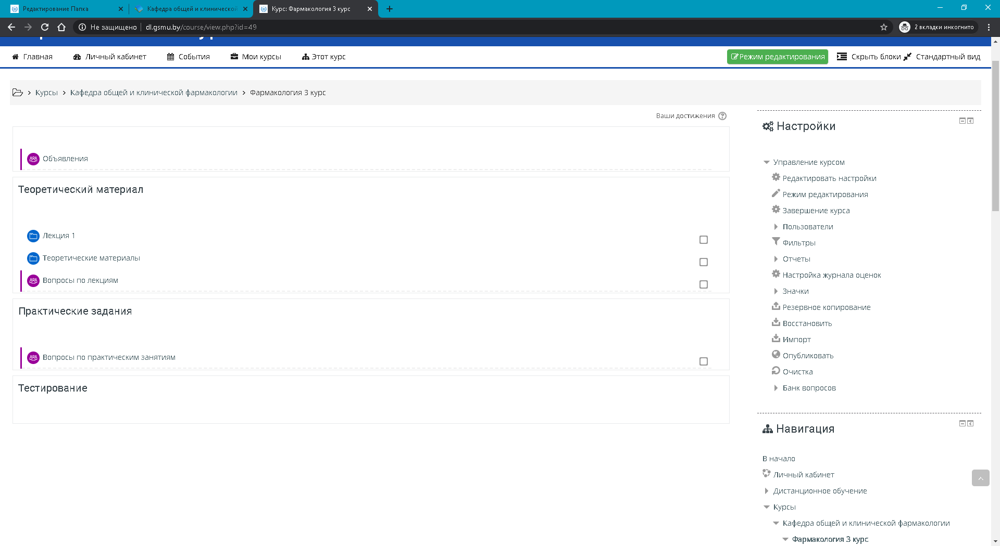 Редактирование Папка
Кафедра общей и клинической
Курс: Фармакология 3 курс
Не защищено
dl.gsmu.by/course/view.php?id=49
2 вкладки инкогнито
Главная
Личный кабинет
События
Мои курсы
Этот курс
Режим редактирования
Скрыть блоки
Стандартный вид
Курсы
Кафедра общей и клинической фармакологии
Фармакология 3 курс
Ваши достижения
Объявления
Теоретический материал
Лекция 1
Теоретические материалы
Вопросы по лекциям
Практические задания
Вопросы по практическим занятиям
Тестирование
Настройки
Управление курсом
Редактировать настройки
Режим редактирования
Завершение курса
Пользователи
Фильтры
Отчеты
Настройка журнала оценок
Значки
Резервное копирование
Восстановить
Импорт
Опубликовать
Очистка
Банк вопросов
Навигация
В начало
Личный кабинет
Дистанционное обучение
Курсы
Кафедра общей и клинической фармакологии
Фармакология 3 курс